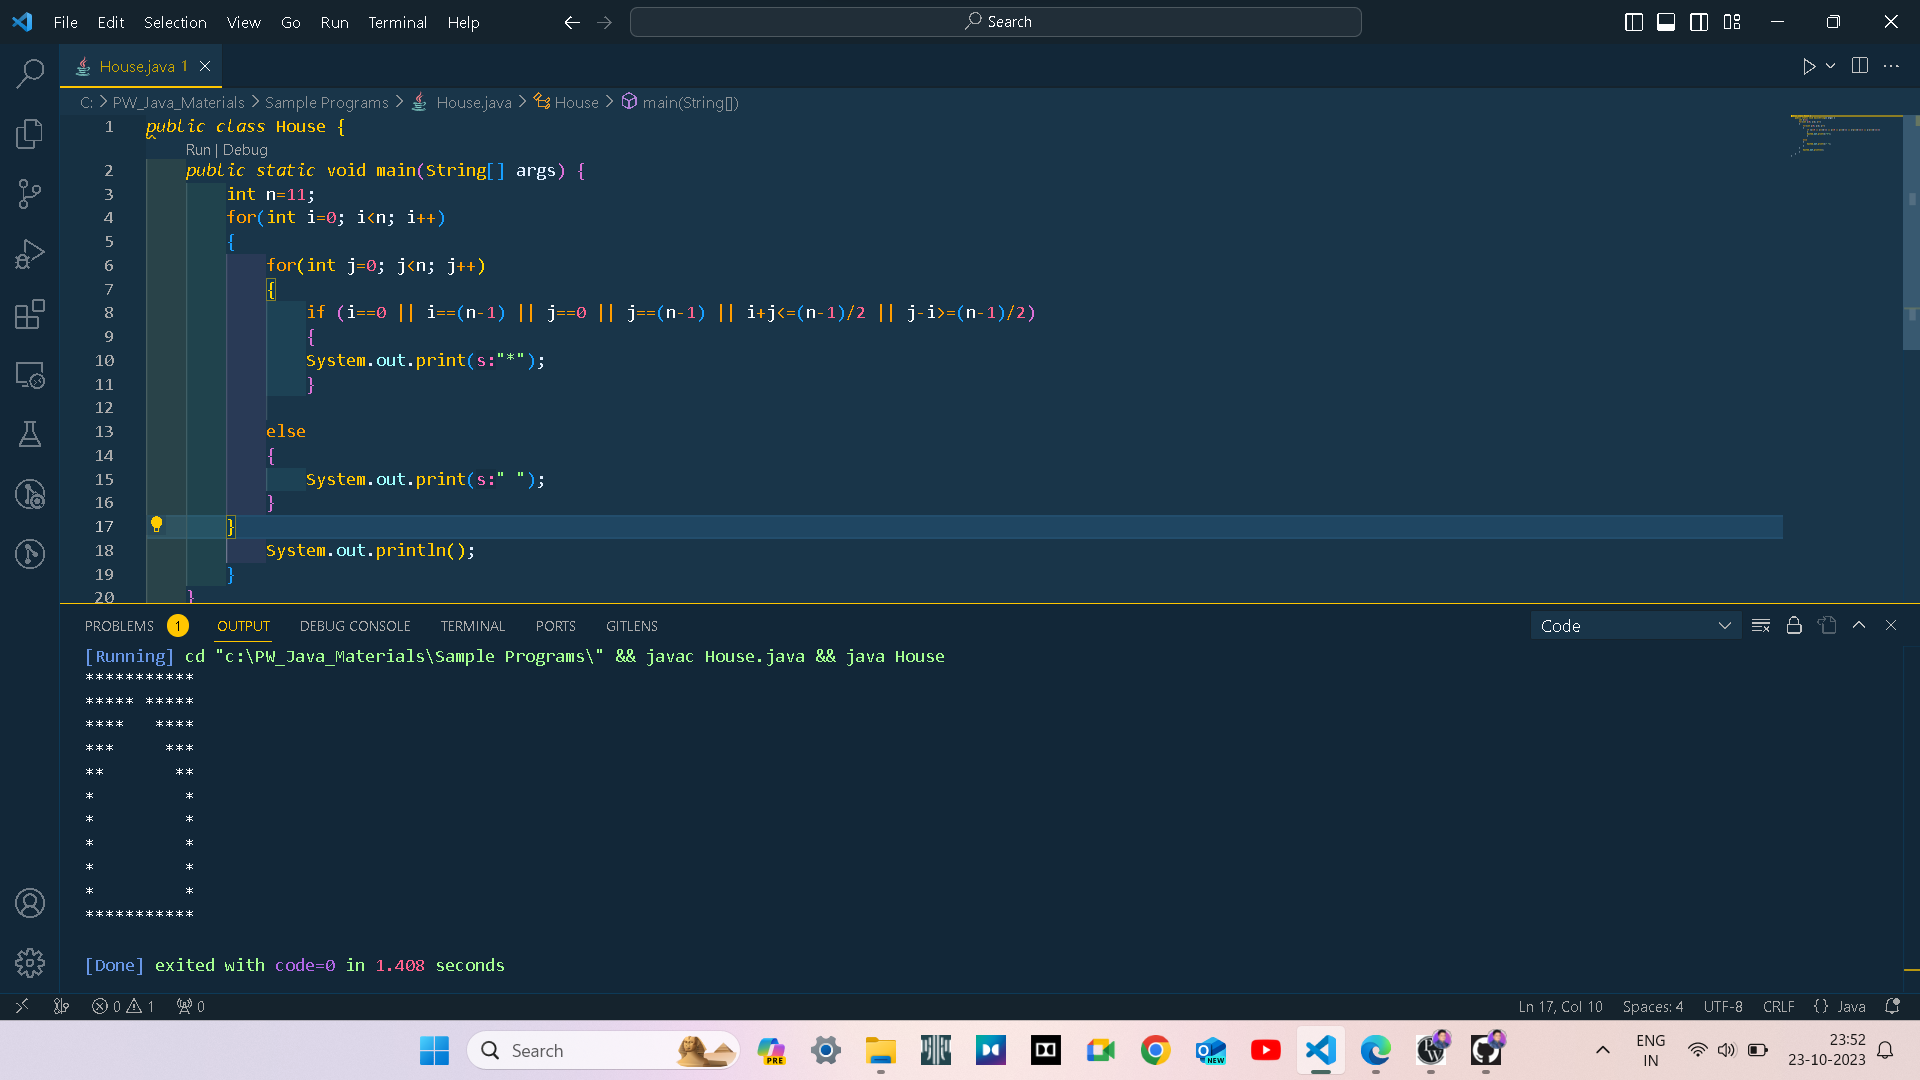 File Edit Selection View Go Run Terminal Help Search
House.java 1
C: > PW_Java_Materials > Sample Programs > House.java > House > main(String[])
1 public class House {
Run | Debug
2 public static void main(String[] args) {
3 int n=11;
4 for(int i=0; i<n; i++)
5 {
6 for(int j=0; j<n; j++)
7 {
8 if (i==0 || i==(n-1) || j==0 || j==(n-1) || i+j<=(n-1)/2 || j-i>=(n-1)/2)
9 {
10 System.out.print(s:"*");
11 }
12
13 else
14 {
15 System.out.print(s:" ");
16 }
17 }
18 System.out.println();
19 }
20 }
PROBLEMS 1 OUTPUT DEBUG CONSOLE TERMINAL PORTS GITLENS Code
[Running] cd "c:\PW_Java_Materials\Sample Programs\" && javac House.java && java House
***********
***** *****
****   ****
***     ***
**       **
*         *
*         *
*         *
*         *
*         *
***********
[Done] exited with code=0 in 1.408 seconds
0 1 0 Ln 17, Col 10 Spaces: 4 UTF-8 CRLF {} Java
Search PRE NEW ENG 23:52
IN 23-10-2023